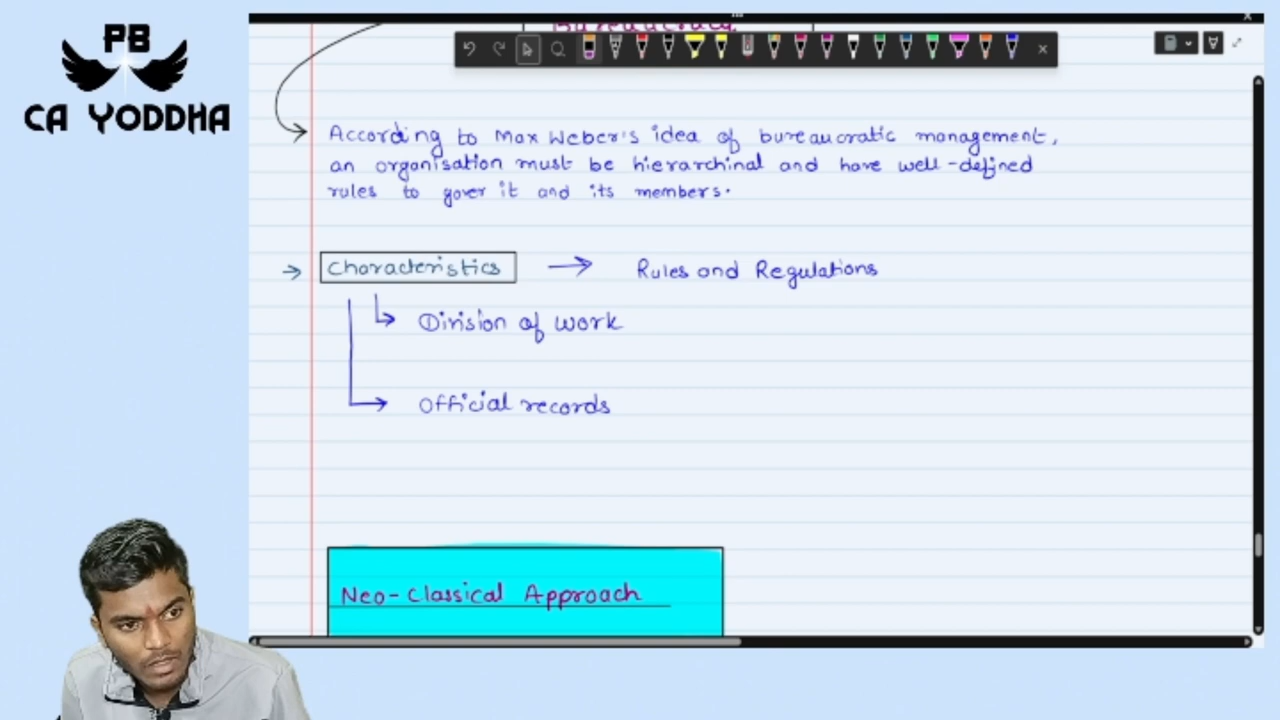 PB
CA YODDHA
Bureaucracy
According to Max Weber's idea of bureaucratic management,
an organisation must be hierarchinal and have well-defined
rules to gover it and its members.
Characteristics → Rules and Regulations
Division of work
Official records
Neo-Classical Approach